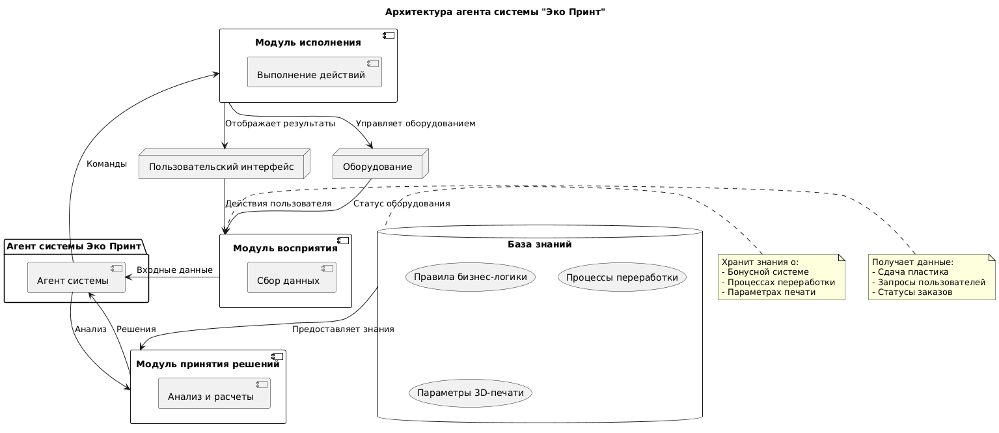 Архитектура агента системы "Эко Принт"
Модуль исполнения
Выполнение действий
Отображает результаты
Управляет оборудованием
Команды
Пользовательский интерфейс
Оборудование
Действия пользователя
Статус оборудования
Агент системы Эко Принт
Агент системы
Входные данные
Модуль восприятия
Сбор данных
База знаний
Правила бизнес-логики
Процессы переработки
Хранит знания о:
- Бонусной системе
- Процессах переработки
- Параметрах печати
Получает данные:
- Сдача пластика
- Запросы пользователей
- Статусы заказов
Анализ
Решения
Предоставляет знания
Модуль принятия решений
Анализ и расчеты
Параметры 3D-печати